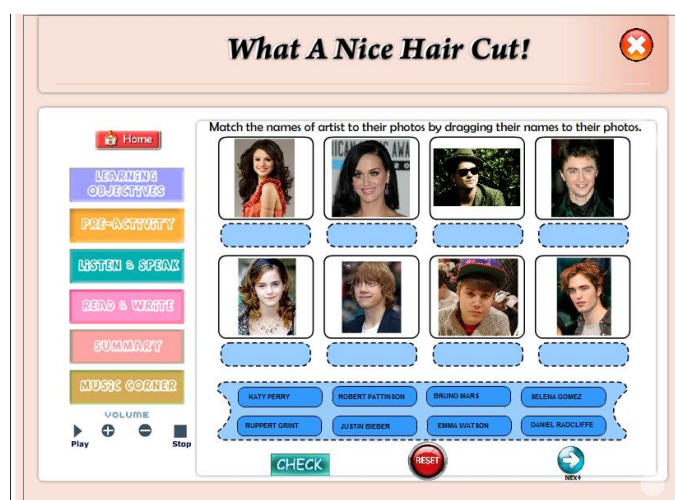 What A Nice Hair Cut!
Home
Match the names of artist to their photos by dragging their names to their photos.
LEARNING
OBJECTIVES
PRE-ACTIVITY
LISTEN & SPEAK
READ & WRITE
SUMMARY
MUSIC CORNER
VOLUME
Play
Stop
ICAN
AWA
KATY PERRY
ROBERT PATTINSON
BRUNO MARS
SELENA GOMEZ
RUPPERT GRINT
JUSTIN BIEBER
EMMA WATSON
DANIEL RADCLIFFE
CHECK
RESET
NEXT